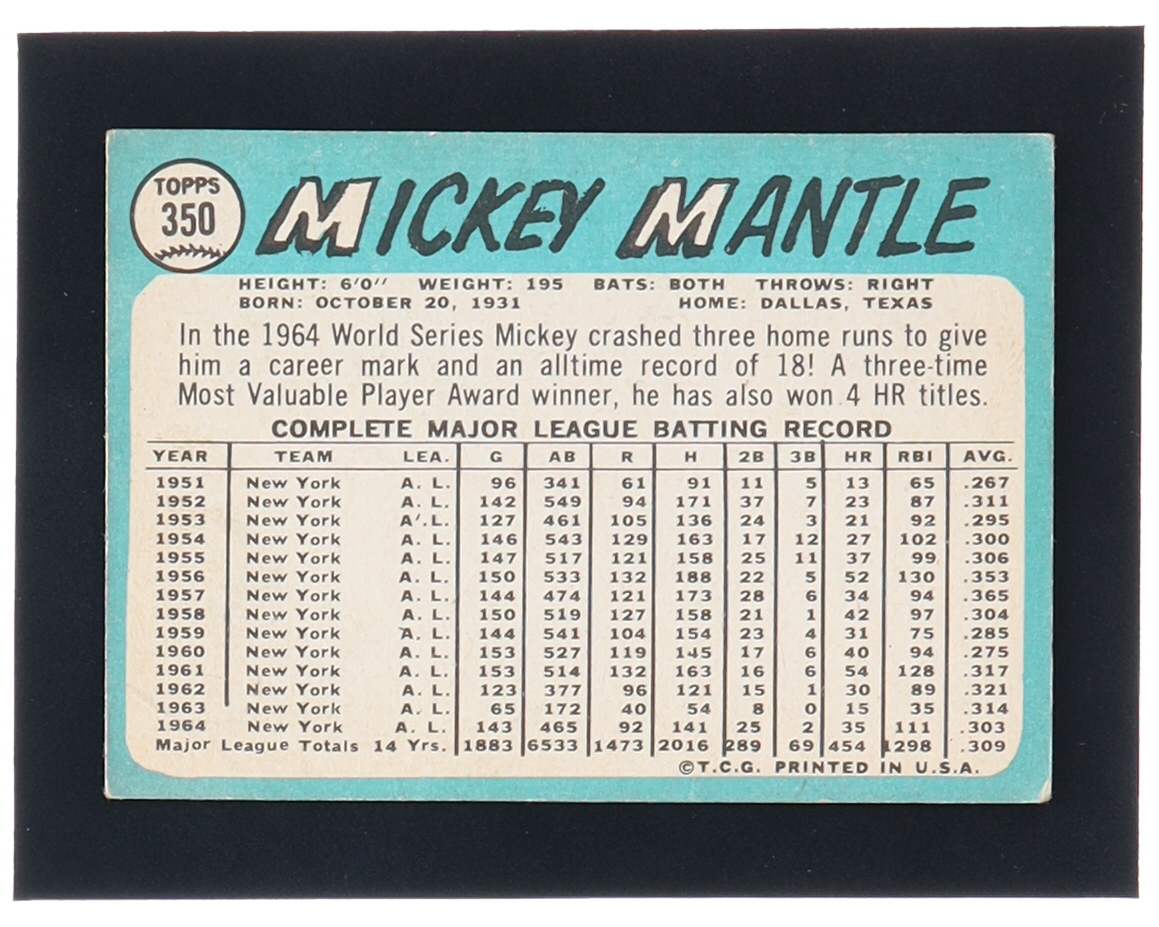 TOPPS
350
MICKEY MANTLE
HEIGHT: 6'0" WEIGHT: 195 BATS: BOTH THROWS: RIGHT
BORN: OCTOBER 20, 1931 HOME: DALLAS, TEXAS
In the 1964 World Series Mickey crashed three home runs to give
him a career mark and an alltime record of 18! A three-time
Most Valuable Player Award winner, he has also won 4 HR titles.
COMPLETE MAJOR LEAGUE BATTING RECORD
YEAR TEAM LEA. G AB R H 2B 3B HR RBI AVG.
1951 New York A. L. 96 341 61 91 11 5 13 65 .267
1952 New York A. L. 142 549 94 171 37 7 23 87 .311
1953 New York A. L. 127 461 105 136 24 3 21 92 .295
1954 New York A. L. 146 543 129 163 17 12 27 102 .300
1955 New York A. L. 147 517 121 158 25 11 37 99 .306
1956 New York A. L. 150 533 132 188 22 5 52 130 .353
1957 New York A. L. 144 474 121 173 28 6 34 94 .365
1958 New York A. L. 150 519 127 158 21 1 42 97 .304
1959 New York A. L. 144 541 104 154 23 4 31 75 .285
1960 New York A. L. 153 527 119 145 17 6 40 94 .275
1961 New York A. L. 153 514 132 163 16 6 54 128 .317
1962 New York A. L. 123 377 96 121 15 1 30 89 .321
1963 New York A. L. 65 172 40 54 8 0 15 35 .314
1964 New York A. L. 143 465 92 141 25 2 35 111 .303
Major League Totals 14 Yrs. 1883 6533 1473 2016 289 69 454 1298 .309
©T.C.G. PRINTED IN U.S.A.